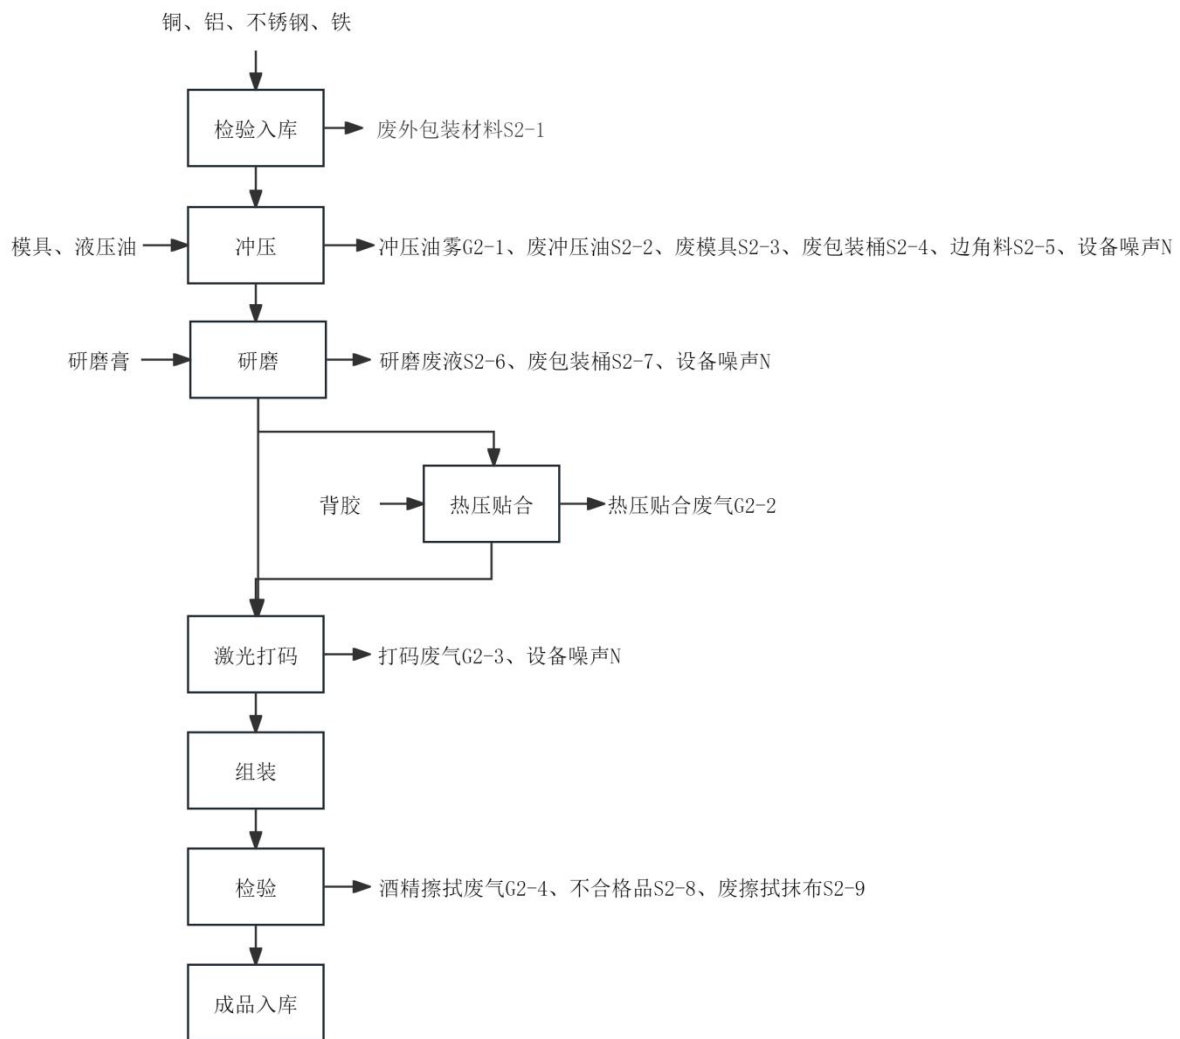 铜、铝、不锈钢、铁
检验入库
废外包装材料S2-1
模具、液压油
冲压
冲压油雾G2-1、废冲压油S2-2、废模具S2-3、废包装桶S2-4、边角料S2-5、设备噪声N
研磨膏
研磨
研磨废液S2-6、废包装桶S2-7、设备噪声N
背胶
热压贴合
热压贴合废气G2-2
激光打码
打码废气G2-3、设备噪声N
组装
检验
酒精擦拭废气G2-4、不合格品S2-8、废擦拭抹布S2-9
成品入库